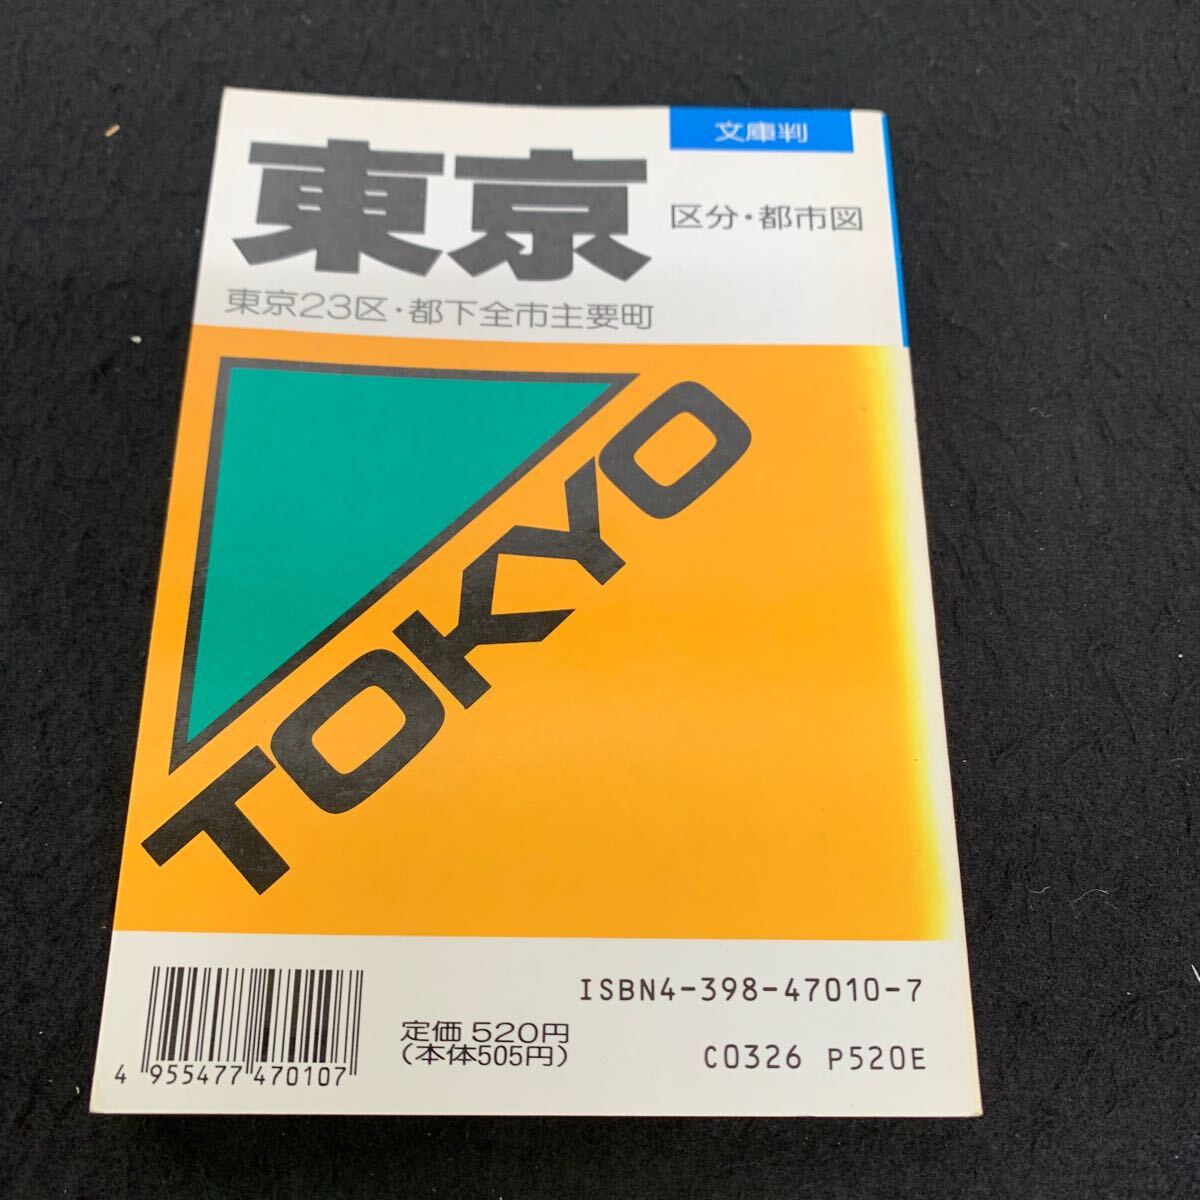 文庫判
東京
区分・都市図
東京23区・都下全市主要町
TOKYO
ISBN4-398-47010-7
定価 520円
(本体505円)
C0326 P520E
4 955477 470107